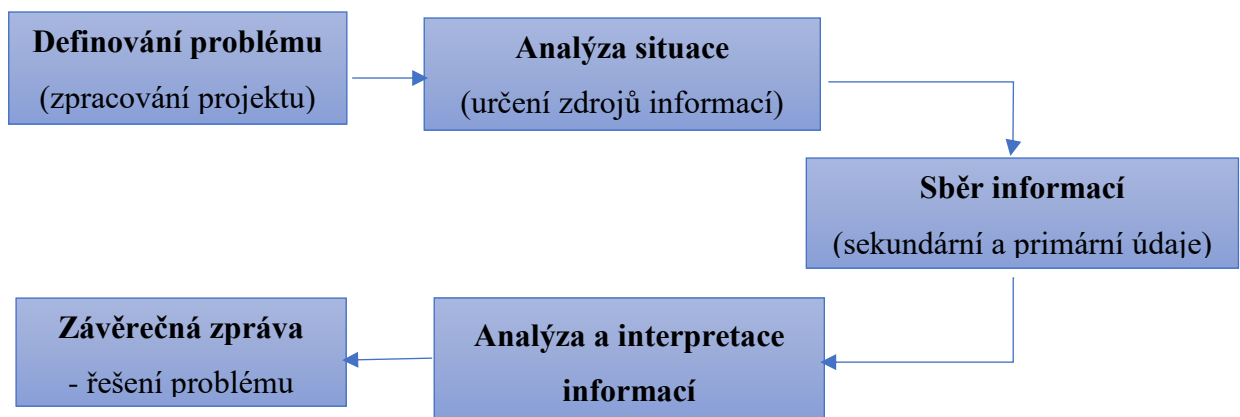 Definování problému
(zpracování projektu)
Analýza situace
(určení zdrojů informací)
Sběr informací
(sekundární a primární údaje)
Analýza a interpretace
informací
Závěrečná zpráva
- řešení problému